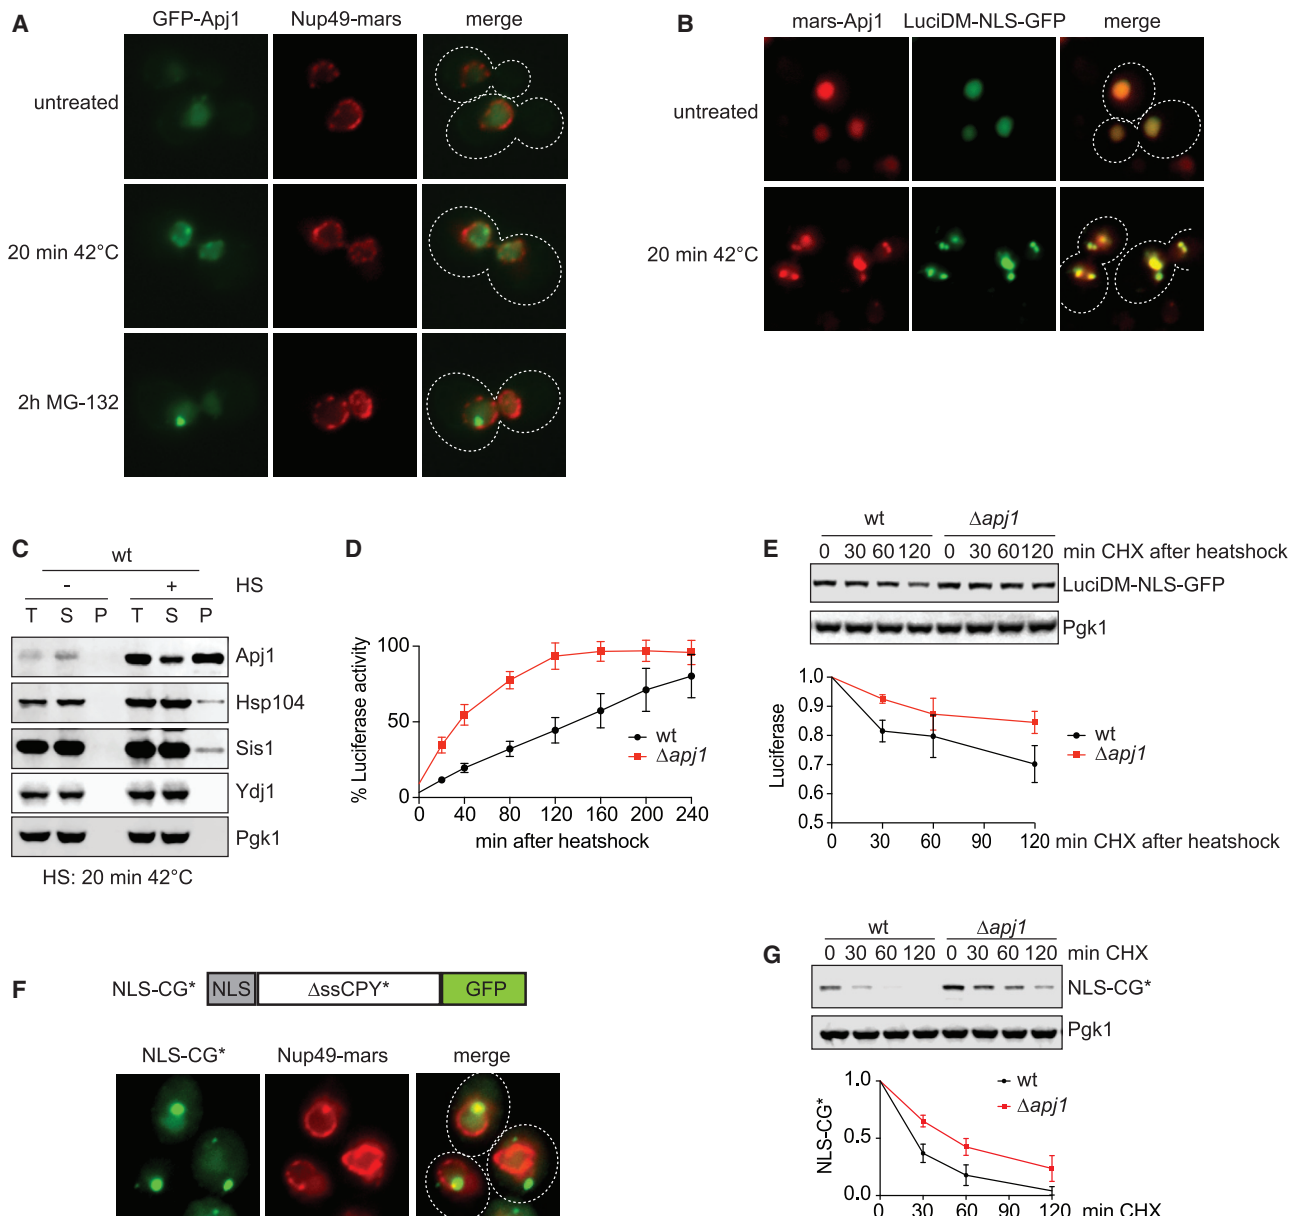 A
GFP-Apj1 Nup49-mars merge
untreated
20 min 42°C
2h MG-132
B
mars-Apj1 LuciDM-NLS-GFP merge
untreated
20 min 42°C
C
wt
- + HS
T S P T S P
Apj1
Hsp104
Sis1
Ydj1
Pgk1
HS: 20 min 42°C
D
% Luciferase activity
100
50
0
0 40 80 120 160 200 240
min after heatshock
wt
Δapj1
E
wt Δapj1
0 30 60 120 0 30 60 120 min CHX after heatshock
LuciDM-NLS-GFP
Pgk1
Luciferase
1.0
0.9
0.8
0.7
0.6
0.5
0 30 60 90 120 min CHX after heatshock
wt
Δapj1
F
NLS-CG* NLS ΔssCPY* GFP
NLS-CG* Nup49-mars merge
G
wt Δapj1
0 30 60 120 0 30 60 120 min CHX
NLS-CG*
Pgk1
NLS-CG*
1.0
0.5
0.0
0 30 60 90 120 min CHX
wt
Δapj1